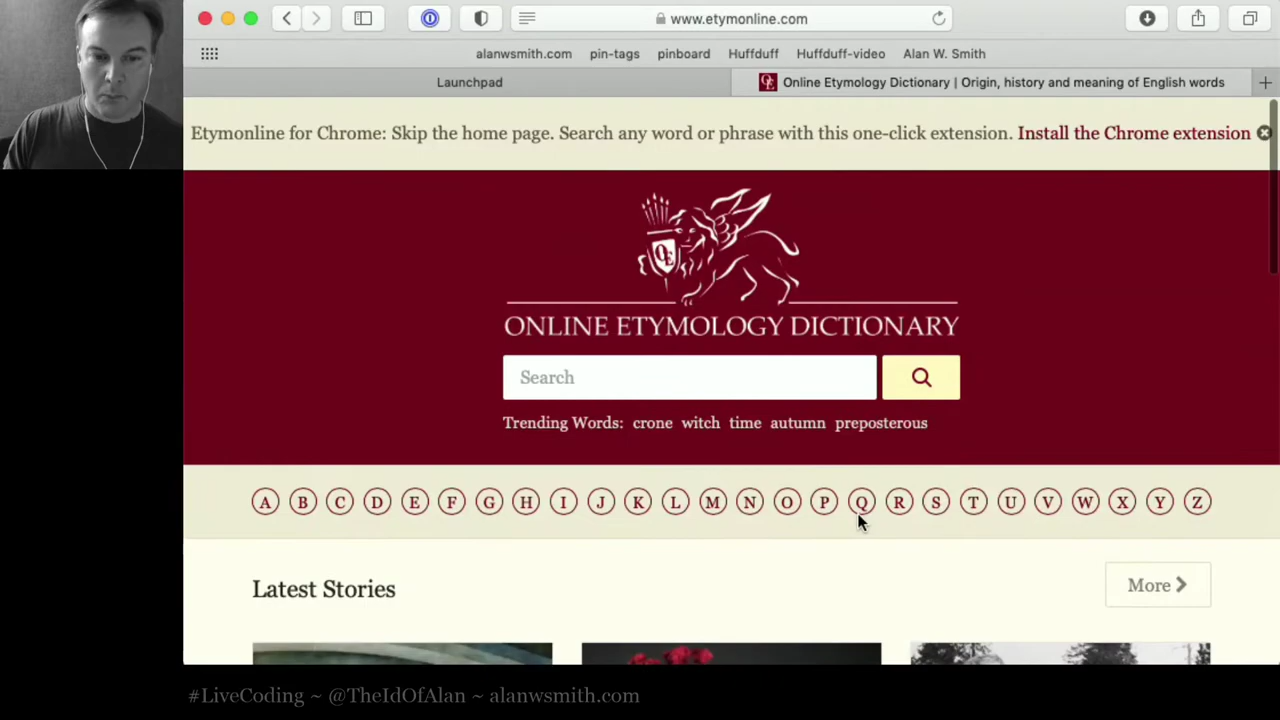 www.etymonline.com
alanwsmith.com pin-tags pinboard Huffduff Huffduff-video Alan W. Smith
Launchpad
OE Online Etymology Dictionary | Origin, history and meaning of English words
Etymonline for Chrome: Skip the home page. Search any word or phrase with this one-click extension. Install the Chrome extension
OE
ONLINE ETYMOLOGY DICTIONARY
Search
Trending Words: crone witch time autumn preposterous
A B C D E F G H I J K L M N O P Q R S T U V W X Y Z
Latest Stories
More
#LiveCoding ~ @TheIdOfAlan ~ alanwsmith.com